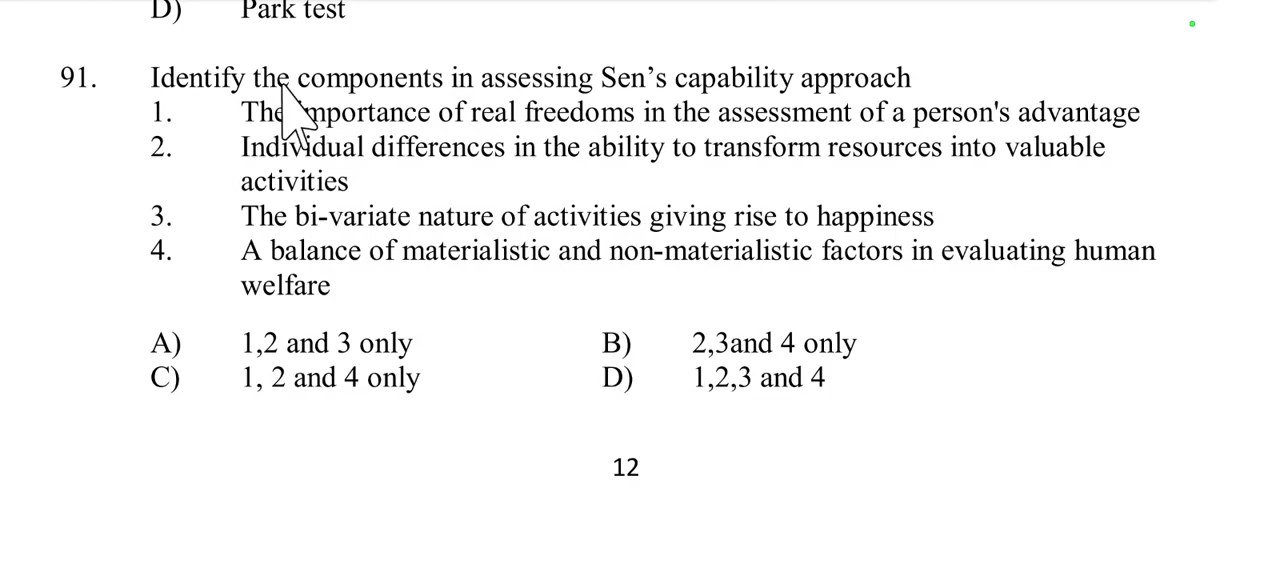 D) Park test
91. Identify the components in assessing Sen's capability approach
1. The importance of real freedoms in the assessment of a person's advantage
2. Individual differences in the ability to transform resources into valuable
activities
3. The bi-variate nature of activities giving rise to happiness
4. A balance of materialistic and non-materialistic factors in evaluating human
welfare
A) 1,2 and 3 only B) 2,3and 4 only
C) 1, 2 and 4 only D) 1,2,3 and 4
12